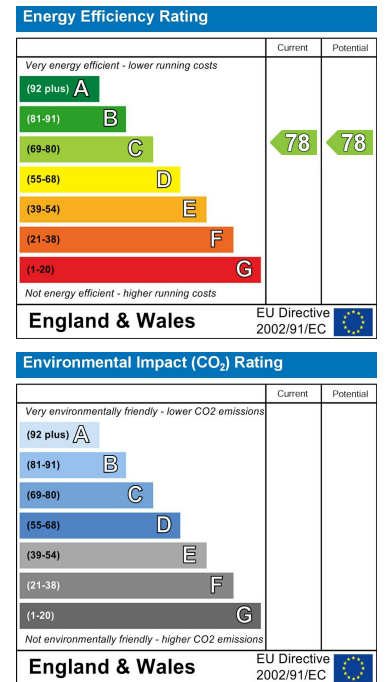 Energy Efficiency Rating
Current Potential
Very energy efficient - lower running costs
(92 plus) A
(81-91) B
(69-80) C 78 78
(55-68) D
(39-54) E
(21-38) F
(1-20) G
Not energy efficient - higher running costs
England & Wales
EU Directive
2002/91/EC
Environmental Impact (CO₂) Rating
Current Potential
Very environmentally friendly - lower CO2 emissions
(92 plus) A
(81-91) B
(69-80) C
(55-68) D
(39-54) E
(21-38) F
(1-20) G
Not environmentally friendly - higher CO2 emissions
England & Wales
EU Directive
2002/91/EC